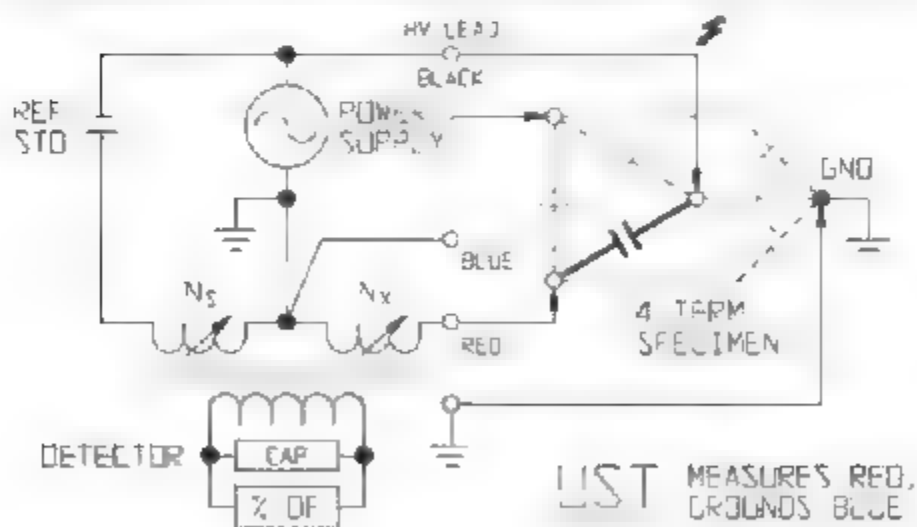 HV LEAD
BLACK
REF
STD
POWER
SUPPLY
GND
BLUE
NS
NX
RED
4 TERM
SPECIMEN
DETECTOR
CAP
% DF
UST MEASURES RED,
GROUNDS BLUE